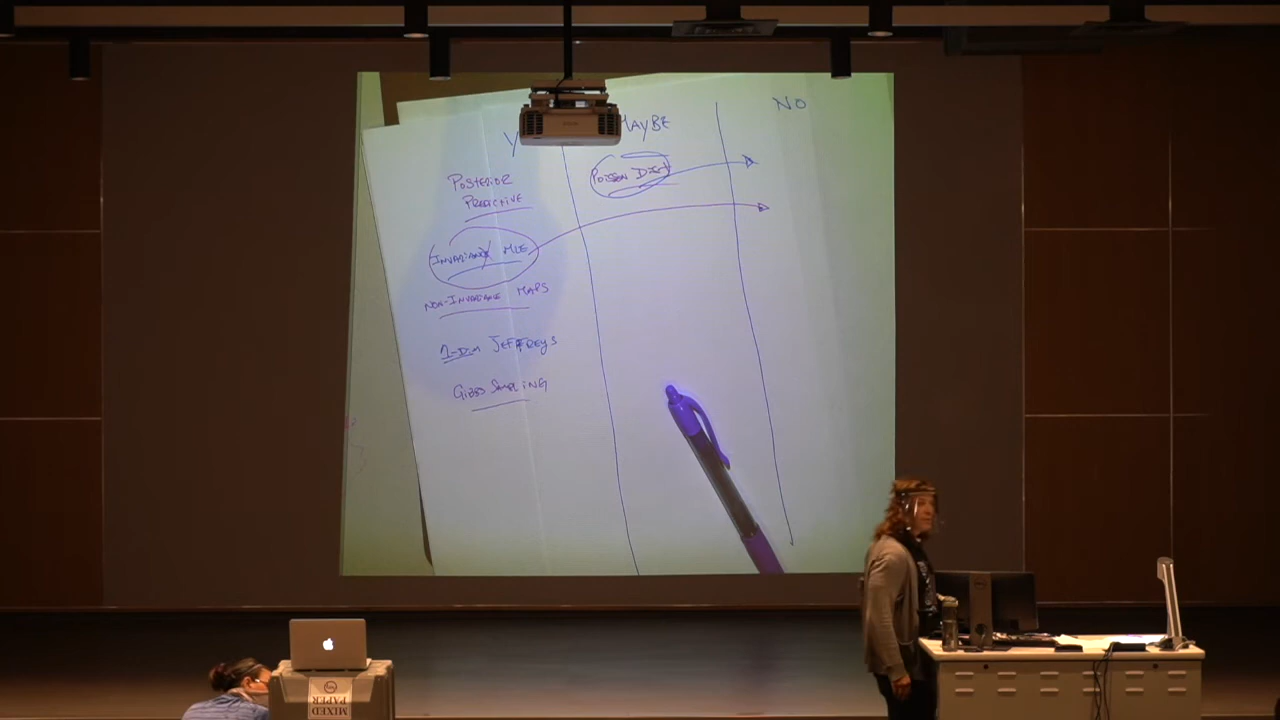 NO
MAYBE
Y
POISSON DIST
POSTERIOR
PREDICTIVE
INVARIANCE MLE
NON-INVARIANCE MAPS
1-DIM JEFFREYS
GIBBS SAMPLING
MIXED
PAPER